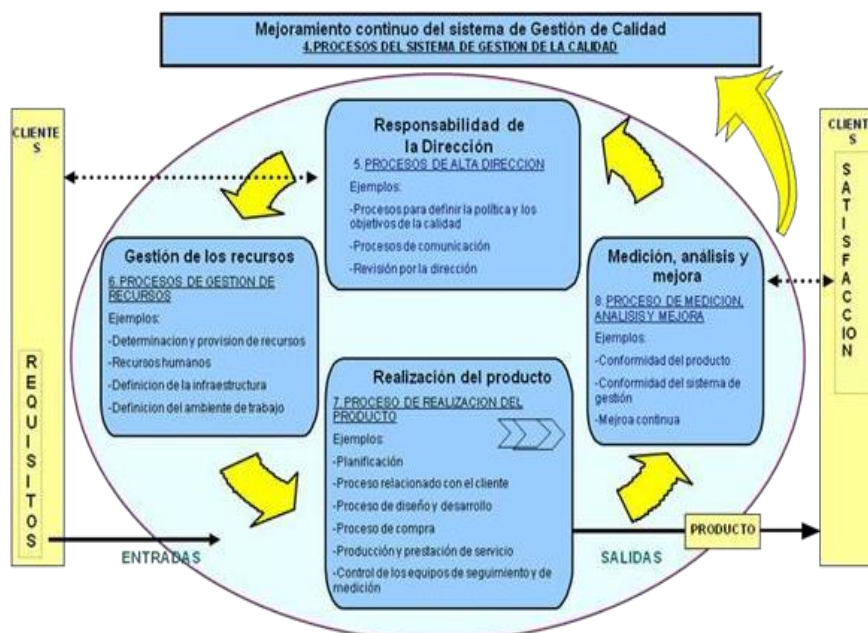 Mejoramiento continuo del sistema de Gestión de Calidad
4.PROCESOS DEL SISTEMA DE GESTION DE LA CALIDAD
CLIENTE
S
REQUISITOS
Responsabilidad de
la Dirección
5. PROCESOS DE ALTA DIRECCION
Ejemplos:
-Procesos para definir la política y los
objetivos de la calidad
-Procesos de comunicación
-Revisión por la dirección
Gestión de los recursos
6. PROCESOS DE GESTION DE
RECURSOS
Ejemplos:
-Determinacion y provision de recursos
-Recursos humanos
-Definicion de la infraestructura
-Definicion del ambiente de trabajo
Medición, análisis y
mejora
8. PROCESO DE MEDICION,
ANALISIS Y MEJORA
Ejemplos:
-Conformidad del producto
-Conformidad del sistema de
gestión
-Mejroa continua
Realización del producto
7. PROCESO DE REALIZACION DEL
PRODUCTO
Ejemplos:
-Planificación
-Proceso relacionado con el cliente
-Proceso de diseño y desarrollo
-Proceso de compra
-Producción y prestación de servicio
-Control de los equipos de seguimiento y de
medición
ENTRADAS
SALIDAS
PRODUCTO
CLIENTE
S
SATISFACCION